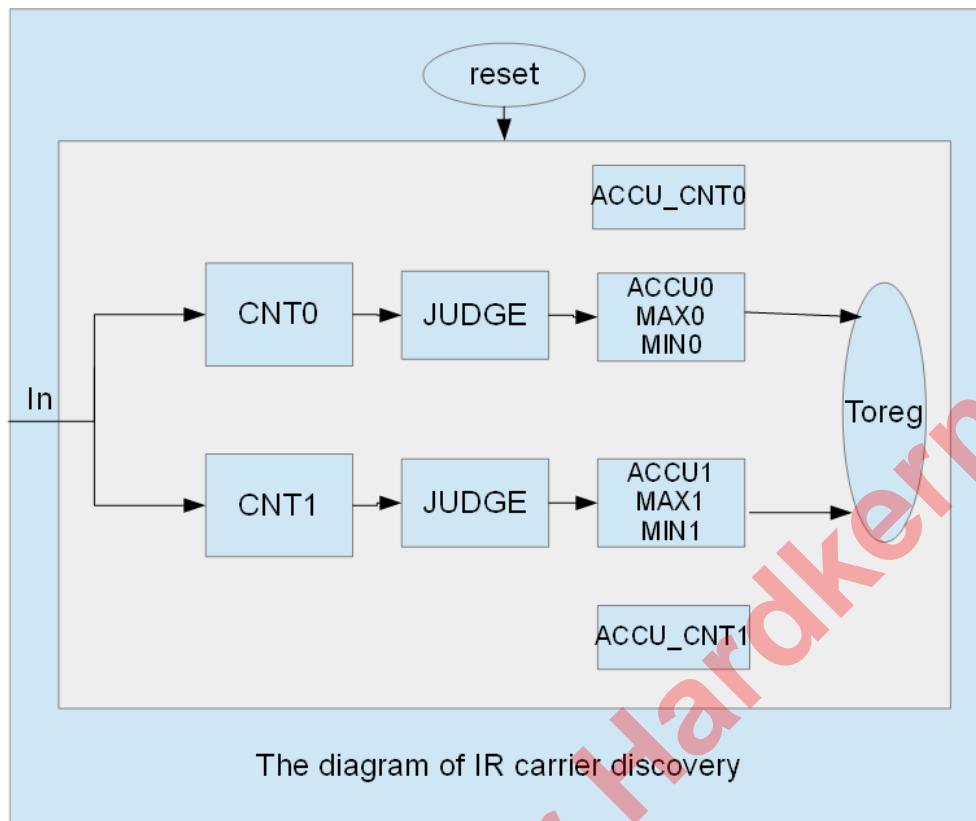 reset
ACCU_CNT0
CNT0
JUDGE
ACCU0
MAX0
MIN0
In
Toreg
CNT1
JUDGE
ACCU1
MAX1
MIN1
ACCU_CNT1
The diagram of IR carrier discovery